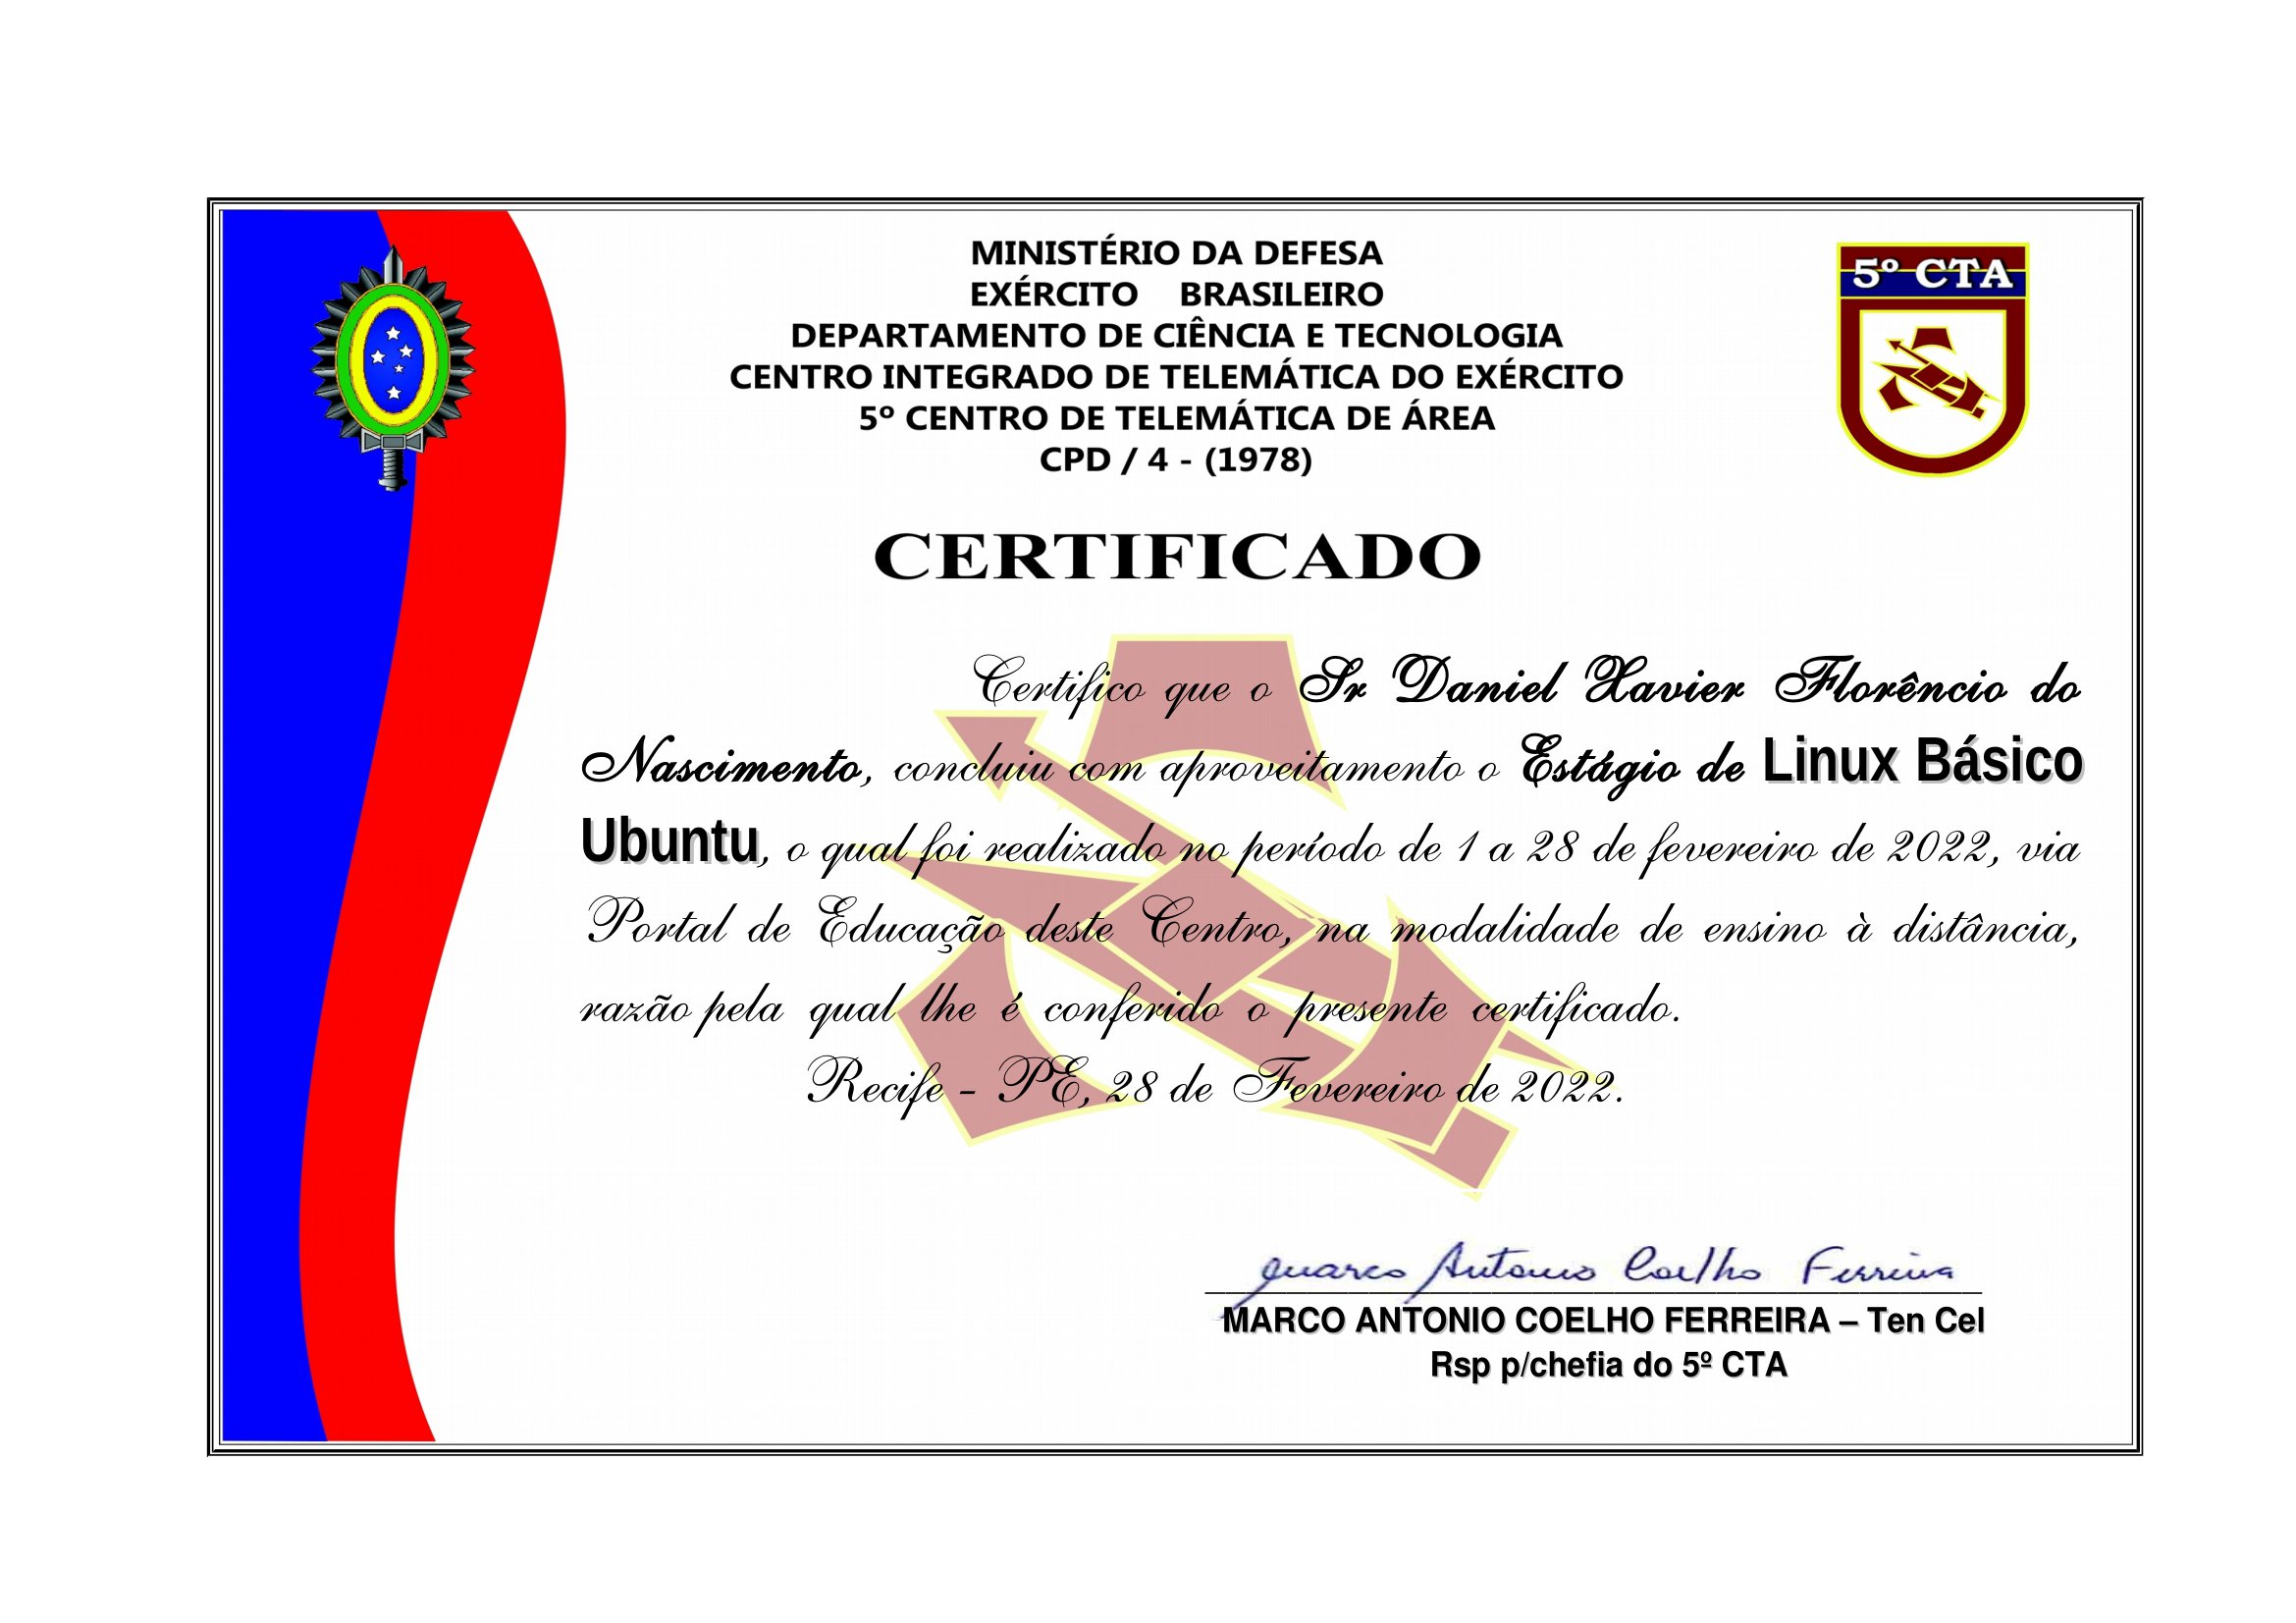 MINISTÉRIO DA DEFESA
EXÉRCITO BRASILEIRO
DEPARTAMENTO DE CIÊNCIA E TECNOLOGIA
CENTRO INTEGRADO DE TELEMÁTICA DO EXÉRCITO
5º CENTRO DE TELEMÁTICA DE ÁREA
CPD / 4 - (1978)
5º CTA
CERTIFICADO
Certifico que o Sr Daniel Xavier Florêncio do
Nascimento, concluiu com aproveitamento o Estágio de Linux Básico
Ubuntu, o qual foi realizado no período de 1 a 28 de fevereiro de 2022, via
Portal de Educação deste Centro, na modalidade de ensino à distância,
razão pela qual lhe é conferido o presente certificado.
Recife - PE, 28 de Fevereiro de 2022.
Marco Antonio Coelho Ferreira
MARCO ANTONIO COELHO FERREIRA – Ten Cel
Rsp p/chefia do 5º CTA